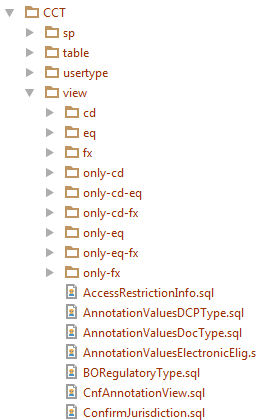 CCT
sp
table
usertype
view
cd
eq
fx
only-cd
only-cd-eq
only-cd-fx
only-eq
only-eq-fx
only-fx
AccessRestrictionInfo.sql
AnnotationValuesDCPType.sql
AnnotationValuesDocType.sql
AnnotationValuesElectronicElig.s
BORegulatoryType.sql
CnfAnnotationView.sql
ConfirmJurisdiction.sql